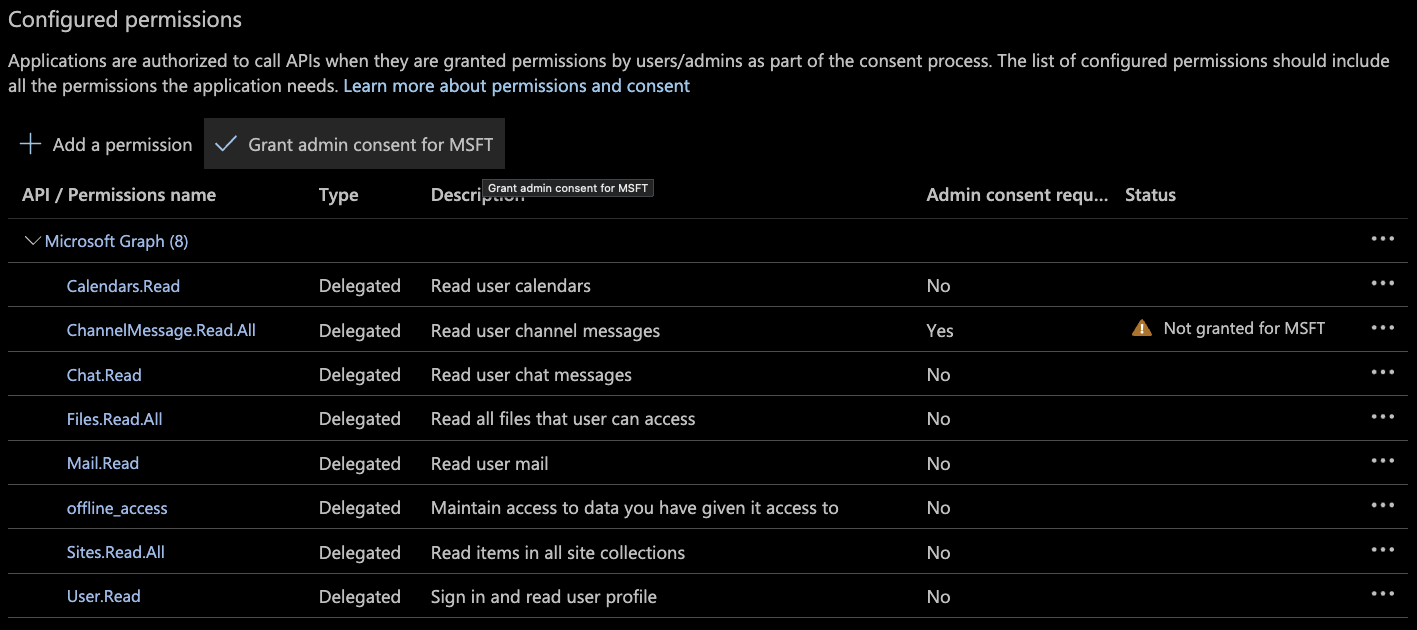 Configured permissions
Applications are authorized to call APIs when they are granted permissions by users/admins as part of the consent process. The list of configured permissions should include
all the permissions the application needs. Learn more about permissions and consent
Add a permission Grant admin consent for MSFT
Grant admin consent for MSFT
API / Permissions name Type Description Admin consent requ... Status
Microsoft Graph (8)
Calendars.Read Delegated Read user calendars No
ChannelMessage.Read.All Delegated Read user channel messages Yes Not granted for MSFT
Chat.Read Delegated Read user chat messages No
Files.Read.All Delegated Read all files that user can access No
Mail.Read Delegated Read user mail No
offline_access Delegated Maintain access to data you have given it access to No
Sites.Read.All Delegated Read items in all site collections No
User.Read Delegated Sign in and read user profile No